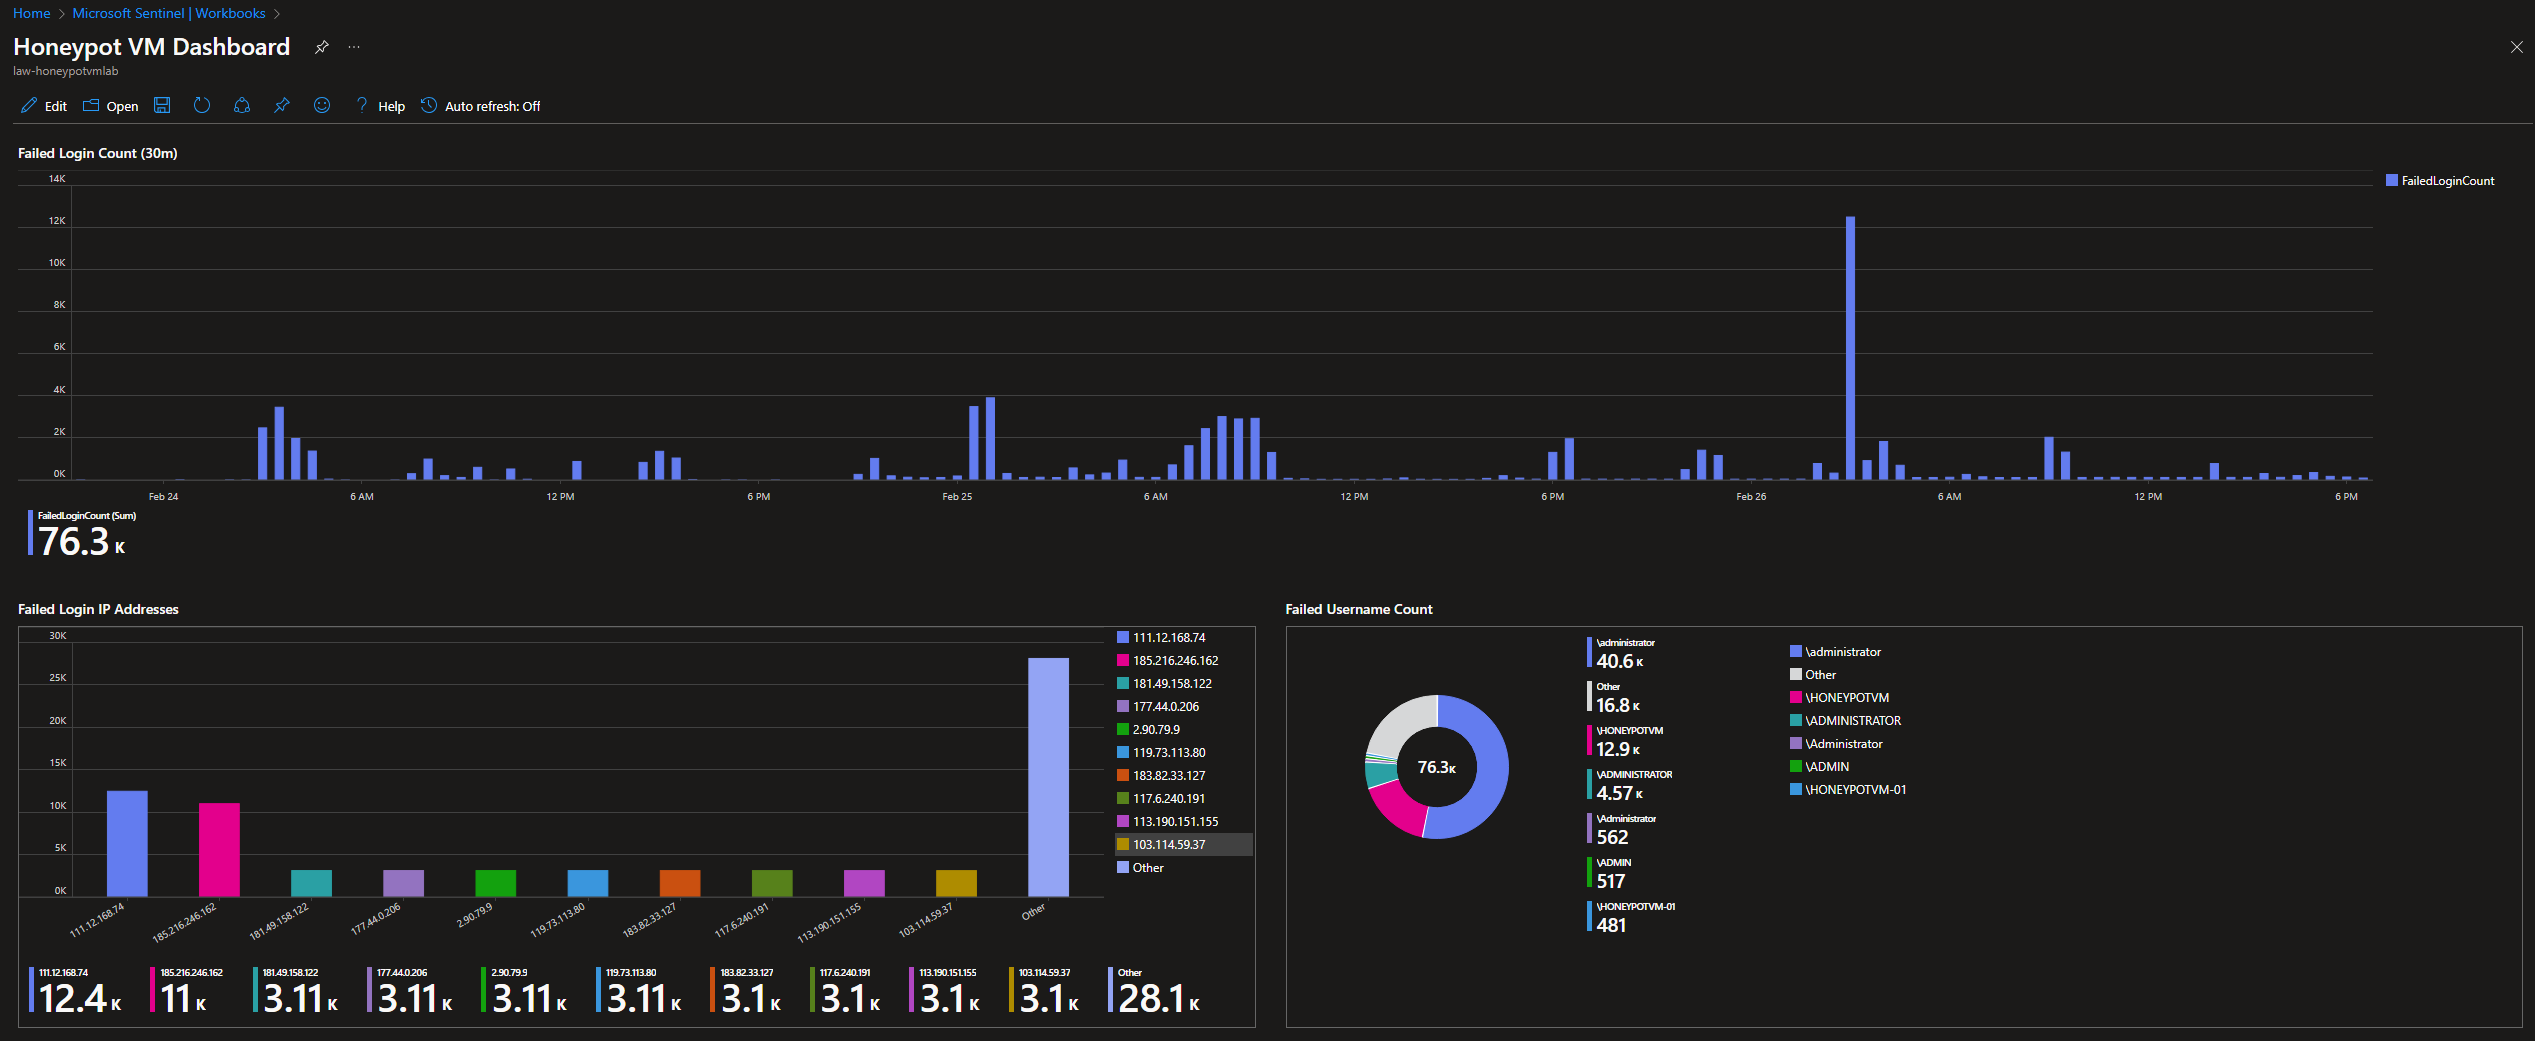 Home > Microsoft Sentinel | Workbooks >
Honeypot VM Dashboard ...
law-honeypotvmlab
Edit Open ? Help Auto refresh: Off
Failed Login Count (30m)
14K
12K
10K
8K
6K
4K
2K
0K
Feb 24 6 AM 12 PM 6 PM Feb 25 6 AM 12 PM 6 PM Feb 26 6 AM 12 PM 6 PM
FailedLoginCount
FailedLoginCount (Sum)
76.3 K
Failed Login IP Addresses
30K
25K
20K
15K
10K
5K
0K
111.12.168.74 185.216.246.162 181.49.158.122 177.44.0.206 2.90.79.9 119.73.113.80 183.82.33.127 117.6.240.191 113.190.151.155 103.114.59.37 Other
111.12.168.74
185.216.246.162
181.49.158.122
177.44.0.206
2.90.79.9
119.73.113.80
183.82.33.127
117.6.240.191
113.190.151.155
103.114.59.37
Other
111.12.168.74 185.216.246.162 181.49.158.122 177.44.0.206 2.90.79.9 119.73.113.80 183.82.33.127 117.6.240.191 113.190.151.155 103.114.59.37 Other
12.4 K 11 K 3.11 K 3.11 K 3.11 K 3.11 K 3.1 K 3.1 K 3.1 K 3.1 K 28.1 K
Failed Username Count
76.3K
\administrator
40.6 K
Other
16.8 K
\HONEYPOTVM
12.9 K
\ADMINISTRATOR
4.57 K
\Administrator
562
\ADMIN
517
\HONEYPOTVM-01
481
\administrator
Other
\HONEYPOTVM
\ADMINISTRATOR
\Administrator
\ADMIN
\HONEYPOTVM-01